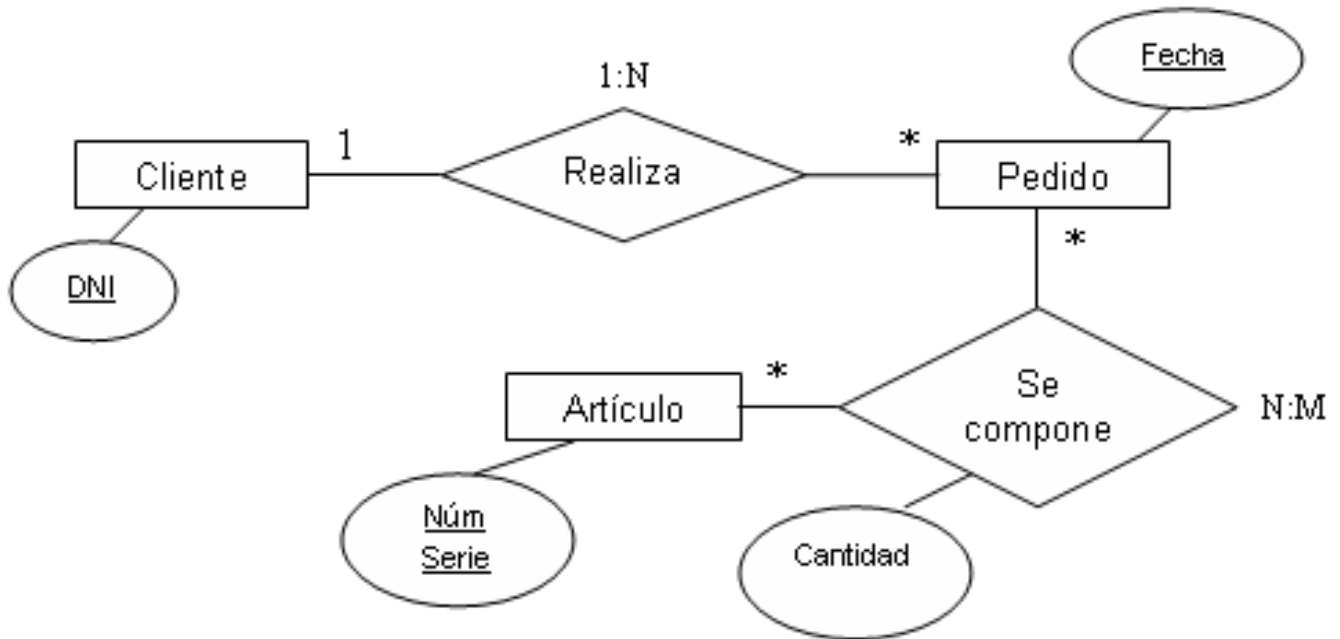 Fecha
1:N
1
*
Cliente
Realiza
Pedido
*
DNI
*
Artículo
Se
compone
N:M
Núm
Serie
Cantidad